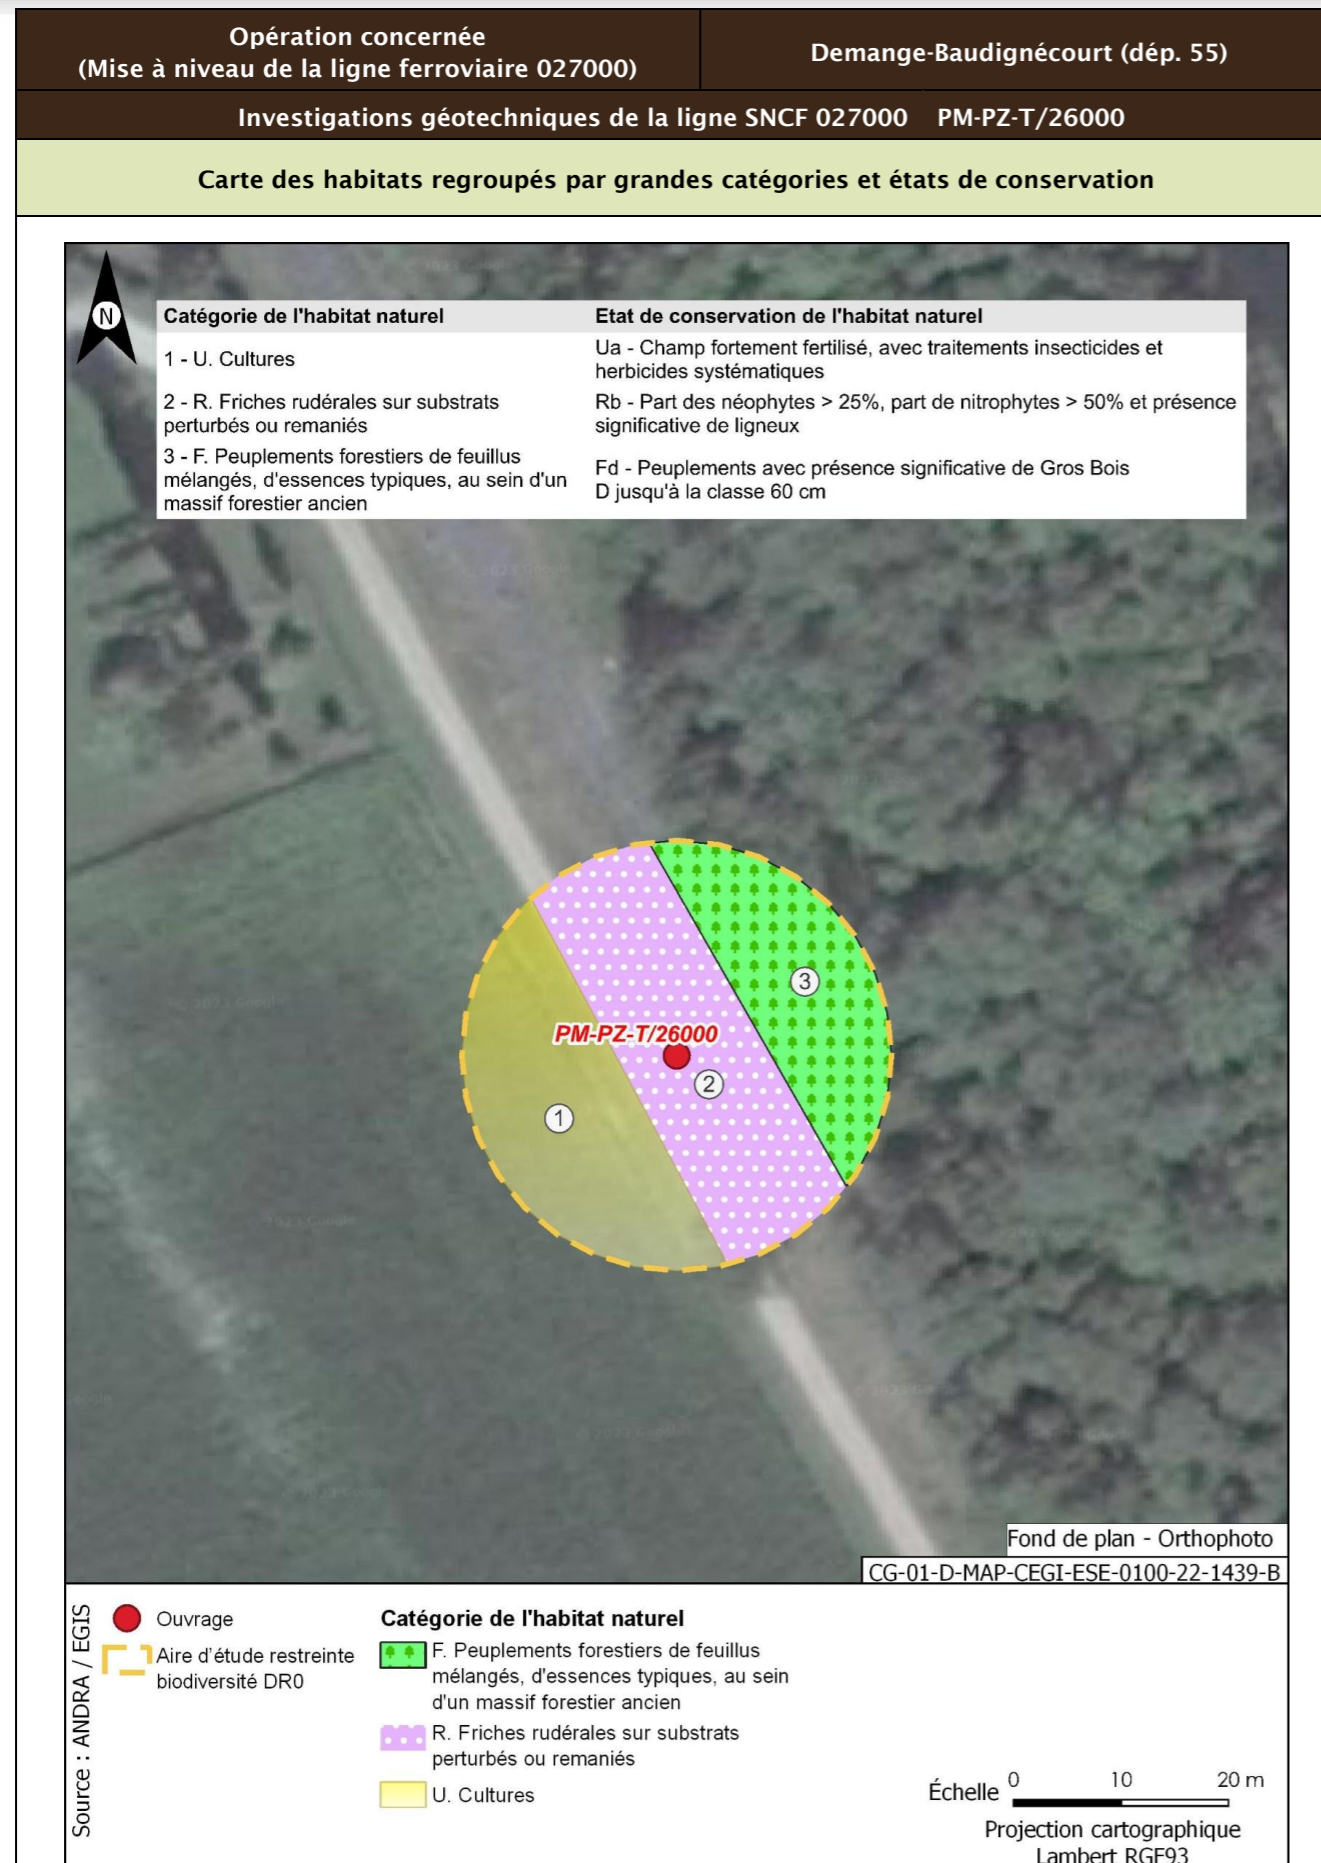 Opération concernée
(Mise à niveau de la ligne ferroviaire 027000)
Demange-Baudignécourt (dép. 55)
Investigations géotechniques de la ligne SNCF 027000 PM-PZ-T/26000
Carte des habitats regroupés par grandes catégories et états de conservation
N
Catégorie de l'habitat naturel
Etat de conservation de l'habitat naturel
1 - U. Cultures
Ua - Champ fortement fertilisé, avec traitements insecticides et
herbicides systématiques
2 - R. Friches rudérales sur substrats
perturbés ou remaniés
Rb - Part des néophytes > 25%, part de nitrophytes > 50% et présence
significative de ligneux
3 - F. Peuplements forestiers de feuillus
mélangés, d'essences typiques, au sein d'un
massif forestier ancien
Fd - Peuplements avec présence significative de Gros Bois
D jusqu'à la classe 60 cm
© 2023 Google
3
PM-PZ-T/26000
2
1
© 2023 Google
© 2023 Google
© 2023 Google
Fond de plan - Orthophoto
CG-01-D-MAP-CEGI-ESE-0100-22-1439-B
Source : ANDRA / EGIS
Ouvrage
Aire d'étude restreinte
biodiversité DR0
Catégorie de l'habitat naturel
F. Peuplements forestiers de feuillus
mélangés, d'essences typiques, au sein
d'un massif forestier ancien
R. Friches rudérales sur substrats
perturbés ou remaniés
U. Cultures
Échelle 0 10 20 m
Projection cartographique
Lambert RGF93